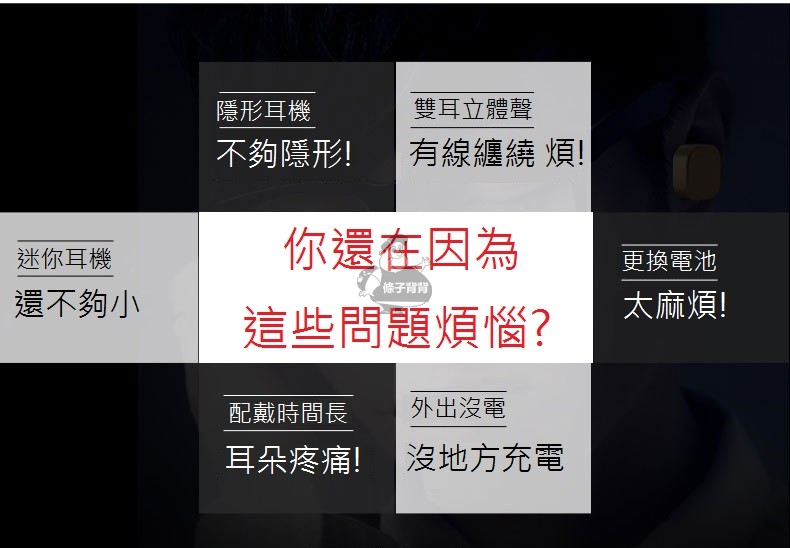 隱形耳機
不夠隱形!
雙耳立體聲
有線纏繞 煩!
迷你耳機
還不夠小
你還在因為
這些問題煩惱?
條子背背
更換電池
太麻煩!
配戴時間長
耳朵疼痛!
外出沒電
沒地方充電